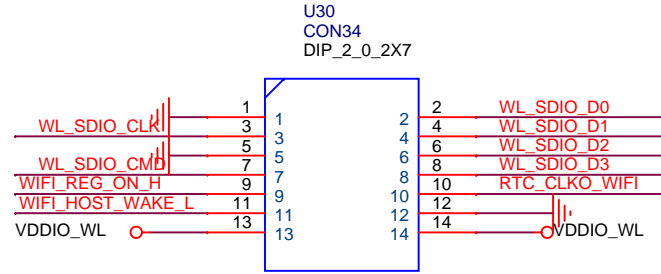 U30
CON34
DIP_2_0_2X7
1 1 2 2 WL_SDIO_D0
WL_SDIO_CLK 3 3 4 4 WL_SDIO_D1
5 5 6 6 WL_SDIO_D2
WL_SDIO_CMD 7 7 8 8 WL_SDIO_D3
WIFI_REG_ON_H 9 9 10 10 RTC_CLKO_WIFI
WIFI_HOST_WAKE_L 11 11 12 12
VDDIO_WL 13 13 14 14 VDDIO_WL